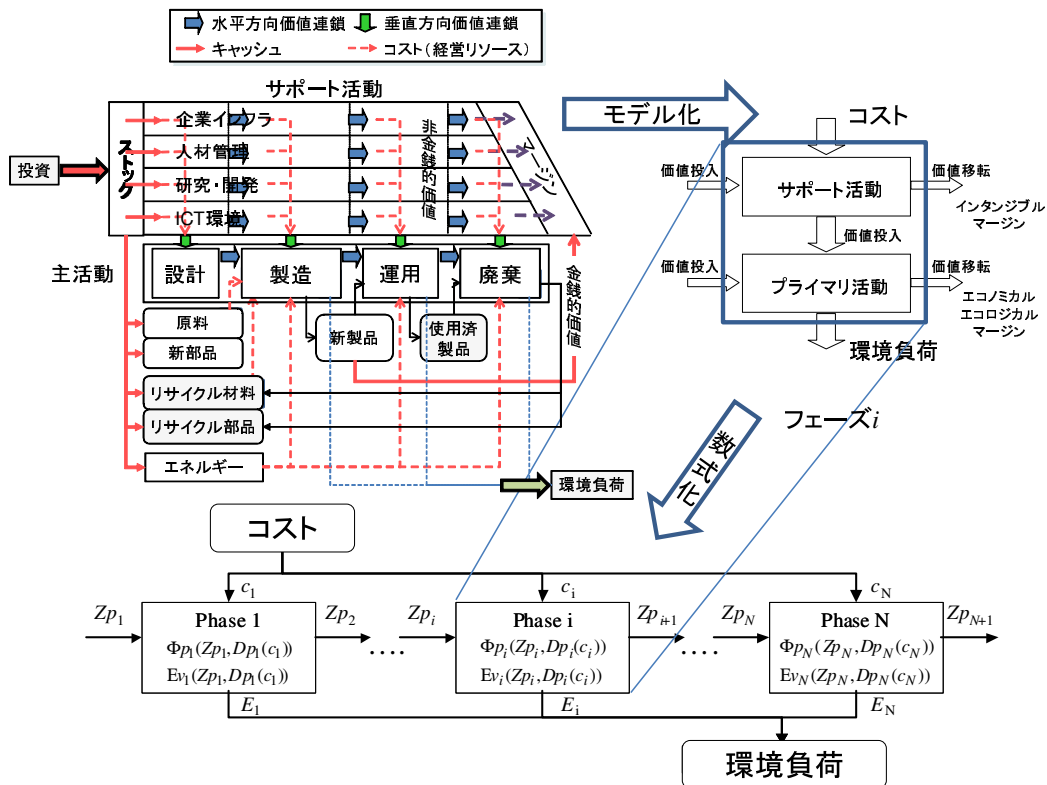 水平方向価値連鎖
垂直方向価値連鎖
キャッシュ
コスト（経営リソース）
サポート活動
ストック
企業インフラ
人材管理
研究・開発
ICT環境
非金銭的価値
マージン
投資
主活動
設計
製造
運用
廃棄
金銭的価値
原料
新部品
新製品
使用済
製品
リサイクル材料
リサイクル部品
エネルギー
環境負荷
モデル化
コスト
価値投入
サポート活動
価値移転
インタンジブル
マージン
価値投入
価値投入
プライマリ活動
価値移転
エコノミカル
エコロジカル
マージン
環境負荷
フェーズi
数式化
コスト
c₁
cᵢ
c_N
Zp₁
Phase 1
Φp₁(Zp₁,Dp₁(c₁))
Ev₁(Zp₁,Dp₁(c₁))
Zp₂
‥‥
Zpᵢ
Phase i
Φpᵢ(Zpᵢ,Dpᵢ(cᵢ))
Evᵢ(Zpᵢ,Dpᵢ(cᵢ))
Zpᵢ₊₁
‥‥
Zp_N
Phase N
Φp_N(Zp_N,Dp_N(c_N))
Ev_N(Zp_N,Dp_N(c_N))
Zp_N+1
E₁
Eᵢ
E_N
環境負荷